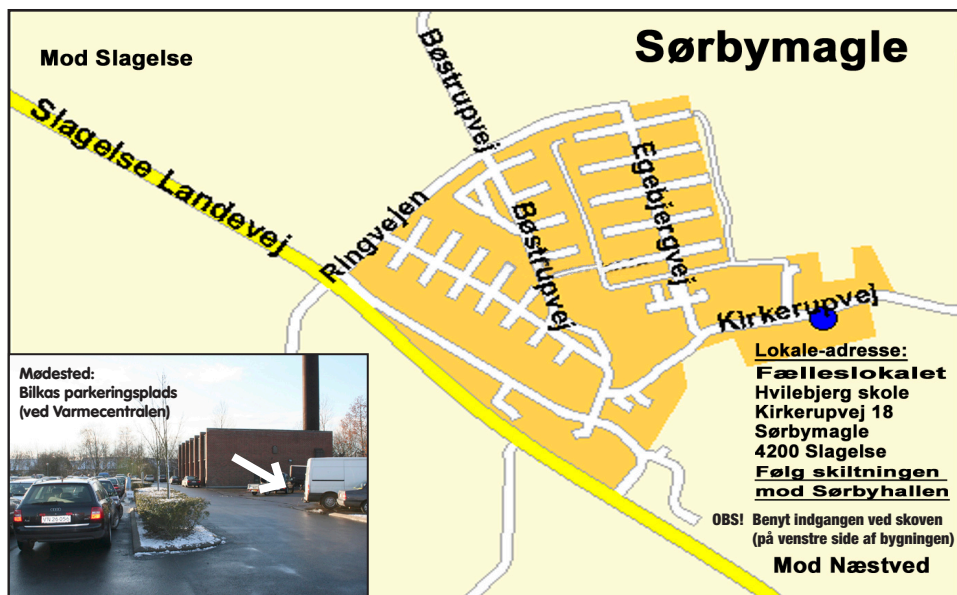 Sørbymagle
Mod Slagelse
Slagelse Landevej
Bøstrupvej
Ringvejen
Bøstrupvej
Egebjergvej
Kirkerupvej
Lokale-adresse:
Fælleslokalet
Hvilebjerg skole
Kirkerupvej 18
Sørbymagle
4200 Slagelse
Følg skiltningen
mod Sørbyhallen
OBS! Benyt indgangen ved skoven
(på venstre side af bygningen)
Mod Næstved
Mødested:
Bilkas parkeringsplads
(ved Varmecentralen)